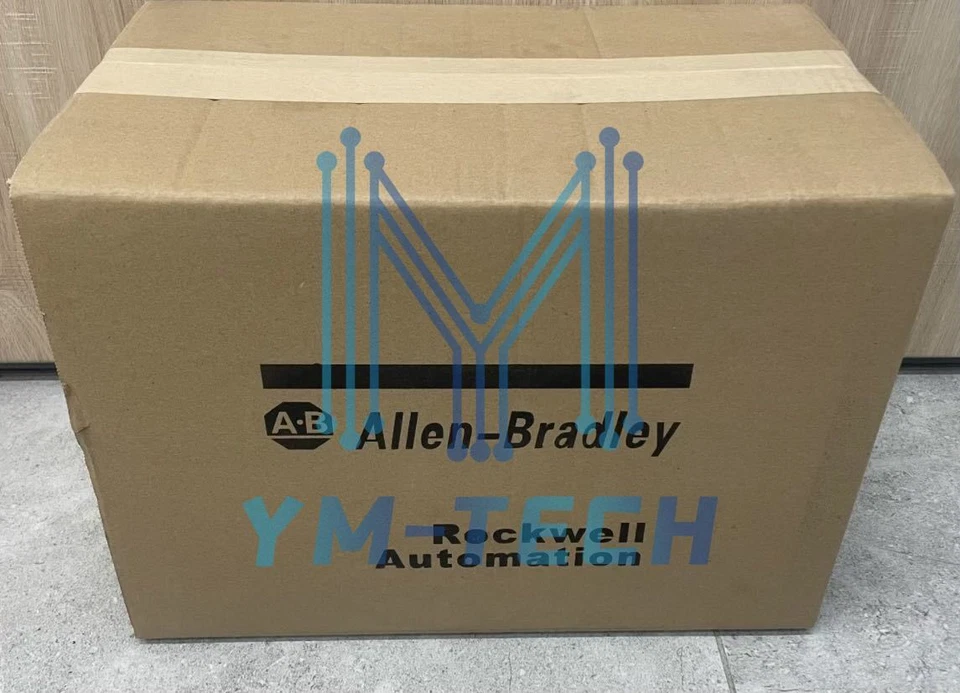 A·B Allen-Bradley
YM-TECH
Rockwell
Automation